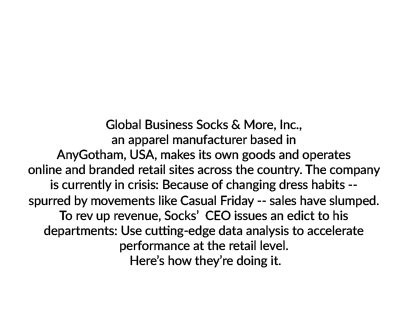 Global Business Socks & More, Inc.,
an apparel manufacturer based in
AnyGotham, USA, makes its own goods and operates
online and branded retail sites across the country. The company
is currently in crisis: Because of changing dress habits --
spurred by movements like Casual Friday -- sales have slumped.
To rev up revenue, Socks’  CEO issues an edict to his
departments: Use cutting-edge data analysis to accelerate
performance at the retail level.
Here’s how they’re doing it.